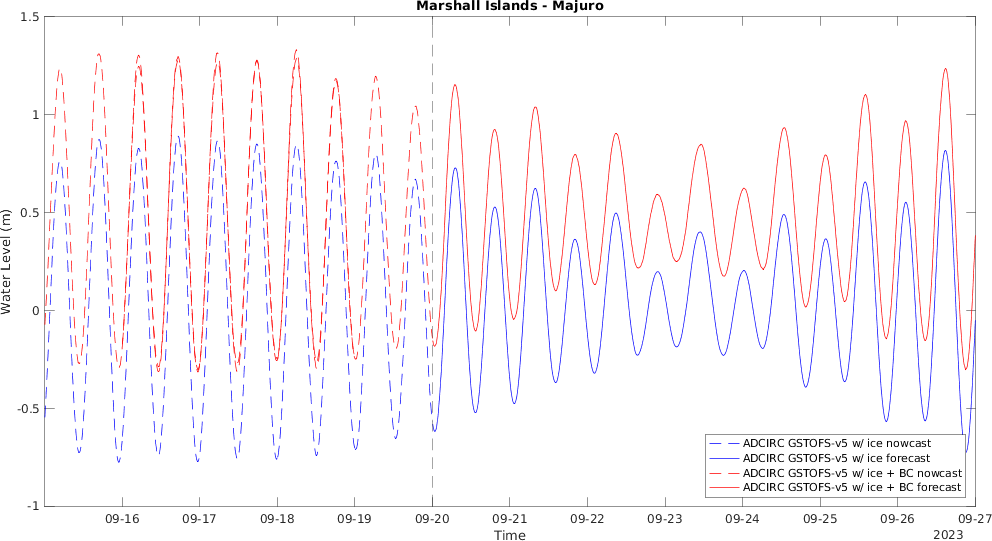 Marshall Islands - Majuro
1.5
1
0.5
0
-0.5
-1
Water Level (m)
ADCIRC GSTOFS-v5 w/ ice nowcast
ADCIRC GSTOFS-v5 w/ ice forecast
ADCIRC GSTOFS-v5 w/ ice + BC nowcast
ADCIRC GSTOFS-v5 w/ ice + BC forecast
09-16 09-17 09-18 09-19 09-20 09-21 09-22 09-23 09-24 09-25 09-26 09-27
Time
2023